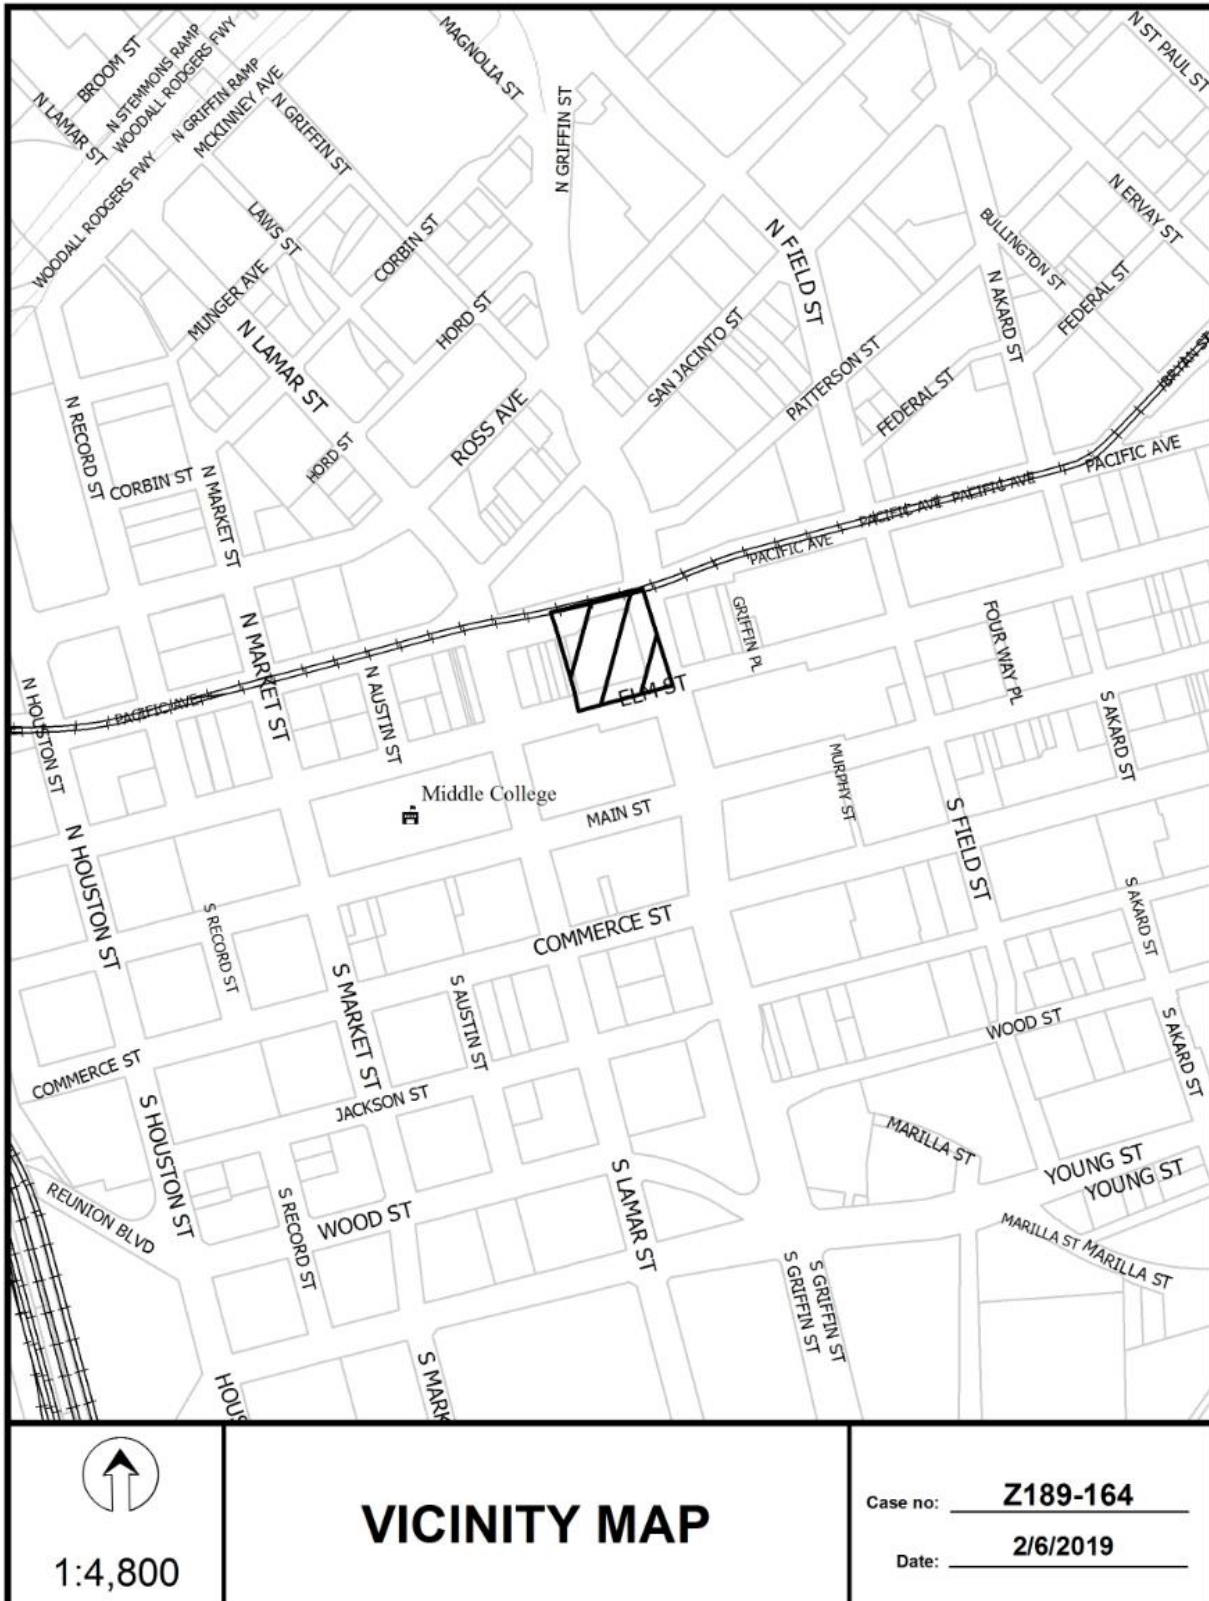 BROOM ST
N STEMMONS RAMP
WOODALL RODGERS FWY
N GRIFFIN RAMP
MCKINNEY AVE
N LAMAR ST
N GRIFFIN ST
MAGNOLIA ST
N GRIFFIN ST
N ST PAUL ST
WOODALL RODGERS FWY
LAWS ST
CORBIN ST
MUNGER AVE
N LAMAR ST
HORD ST
N FIELD ST
BULLINGTON ST
N ERVAY ST
N AKARD ST
FEDERAL ST
SAN JACINTO ST
PATTERSON ST
FEDERAL ST
BRYAN ST
N RECORD ST
CORBIN ST
N MARKET ST
HORD ST
ROSS AVE
PACIFIC AVE
PACIFIC AVE
PACIFIC AVE
PACIFIC AVE
GRIFFIN PL
FOUR WAY PL
N MARKET ST
N AUSTIN ST
ELM ST
N HOUSTON ST
PACIFIC AVE
S AKARD ST
MURPHY ST
Middle College
MAIN ST
S FIELD ST
N HOUSTON ST
S RECORD ST
COMMERCE ST
S AKARD ST
S MARKET ST
S AUSTIN ST
WOOD ST
S AKARD ST
COMMERCE ST
JACKSON ST
S HOUSTON ST
MARILLA ST
YOUNG ST
YOUNG ST
REUNION BLVD
S RECORD ST
WOOD ST
S LAMAR ST
MARILLA ST
MARILLA ST
S GRIFFIN ST
S GRIFFIN ST
HOUS
S MARK
1:4,800
VICINITY MAP
Case no: Z189-164
Date: 2/6/2019